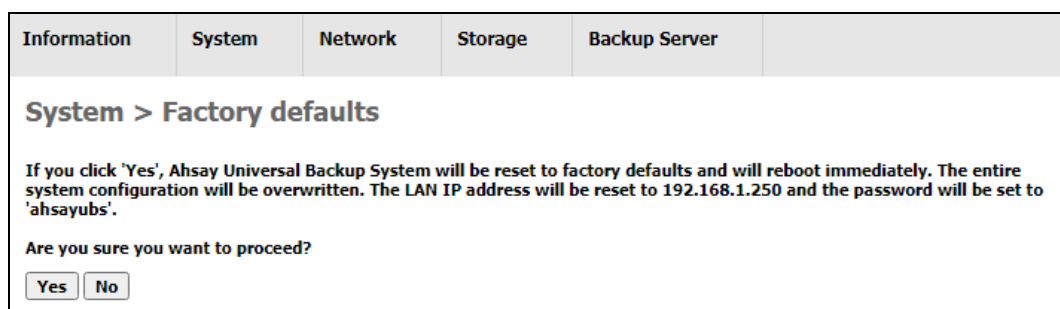 Information System Network Storage Backup Server
System > Factory defaults
If you click 'Yes', Ahsay Universal Backup System will be reset to factory defaults and will reboot immediately. The entire
system configuration will be overwritten. The LAN IP address will be reset to 192.168.1.250 and the password will be set to
'ahsayubs'.
Are you sure you want to proceed?
Yes No